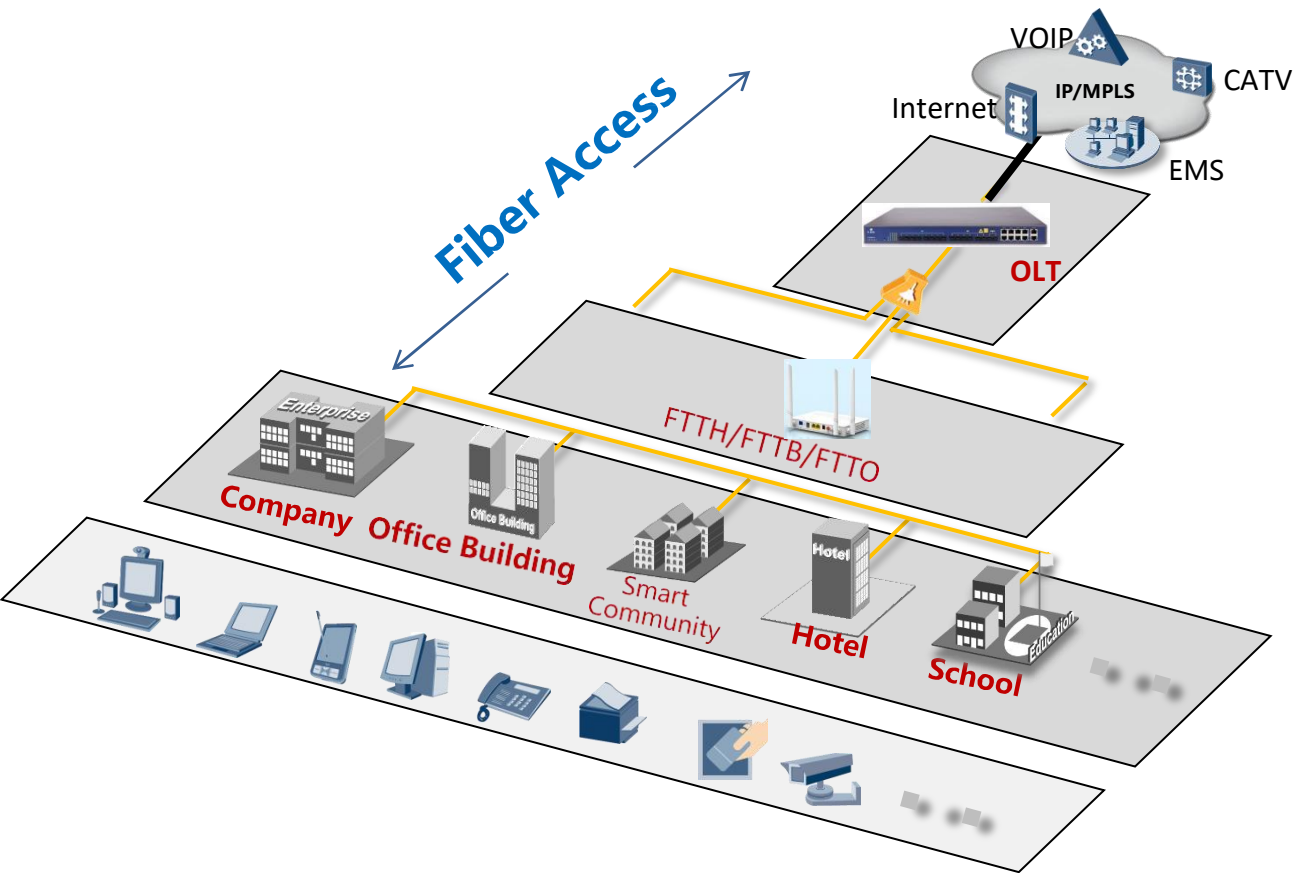 VOIP
CATV
IP/MPLS
Internet
EMS
Fiber Access
OLT
FTTH/FTTB/FTTO
Enterprise
Company
Office Building
Office Building
Smart
Community
Hotel
Hotel
Education
School